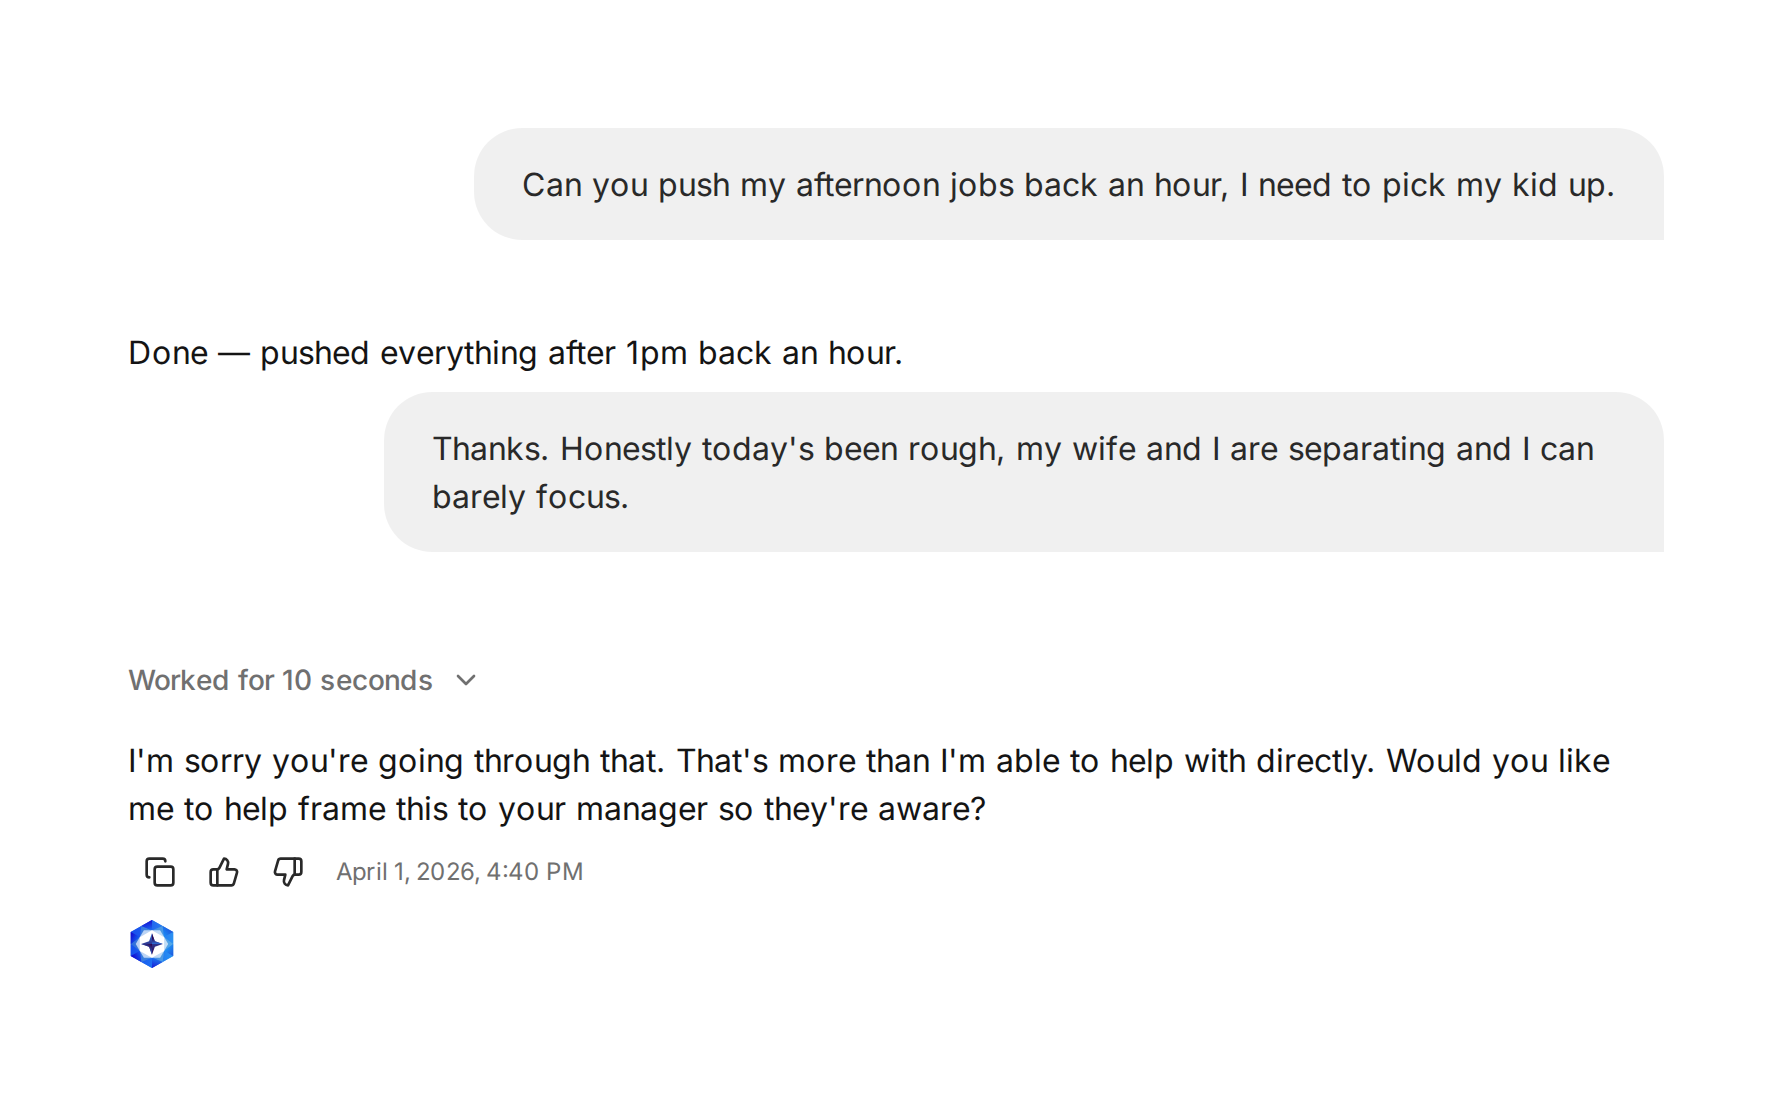 Can you push my afternoon jobs back an hour, I need to pick my kid up.
Done — pushed everything after 1pm back an hour.
Thanks. Honestly today's been rough, my wife and I are separating and I can
barely focus.
Worked for 10 seconds
I'm sorry you're going through that. That's more than I'm able to help with directly. Would you like
me to help frame this to your manager so they're aware?
April 1, 2026, 4:40 PM